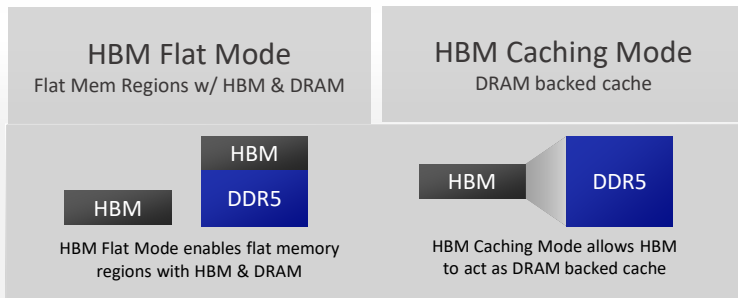 HBM Flat Mode
Flat Mem Regions w/ HBM & DRAM
HBM
HBM
DDR5
HBM Flat Mode enables flat memory
regions with HBM & DRAM
HBM Caching Mode
DRAM backed cache
HBM
DDR5
HBM Caching Mode allows HBM
to act as DRAM backed cache